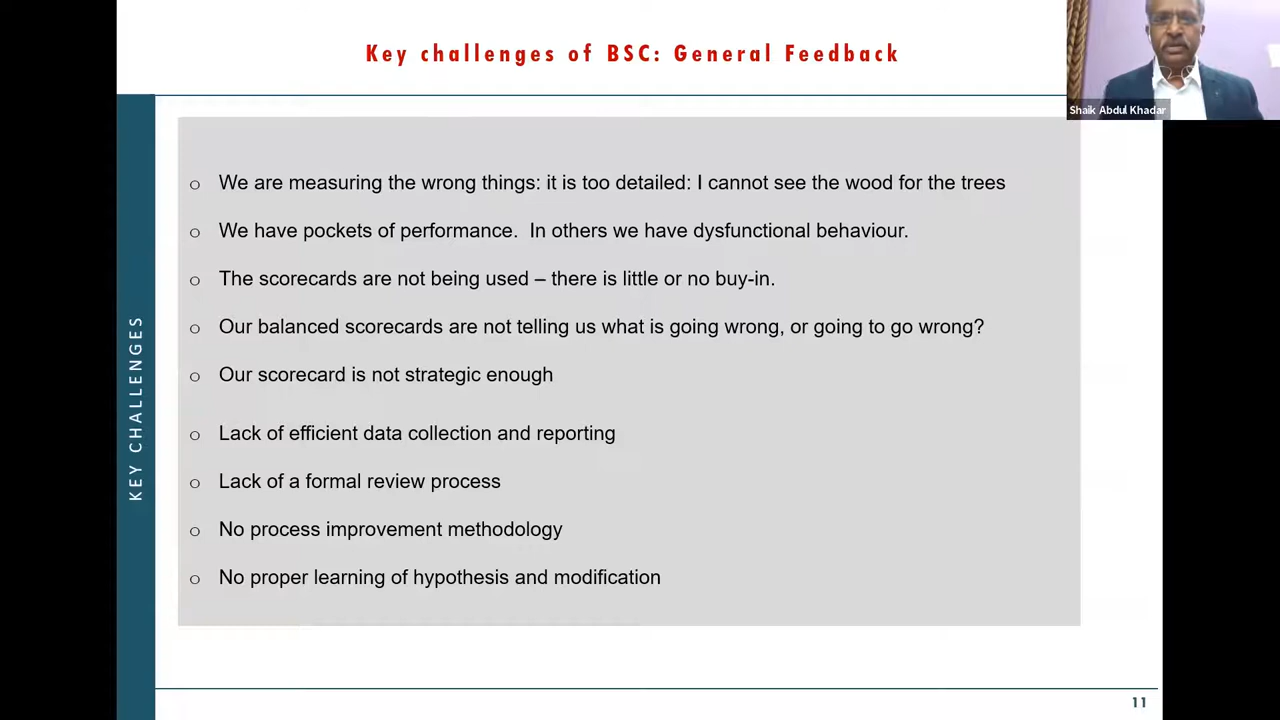 Key challenges of BSC: General Feedback
Shaik Abdul Khadar
KEY CHALLENGES
o We are measuring the wrong things: it is too detailed: I cannot see the wood for the trees
o We have pockets of performance.  In others we have dysfunctional behaviour.
o The scorecards are not being used – there is little or no buy-in.
o Our balanced scorecards are not telling us what is going wrong, or going to go wrong?
o Our scorecard is not strategic enough
o Lack of efficient data collection and reporting
o Lack of a formal review process
o No process improvement methodology
o No proper learning of hypothesis and modification
11